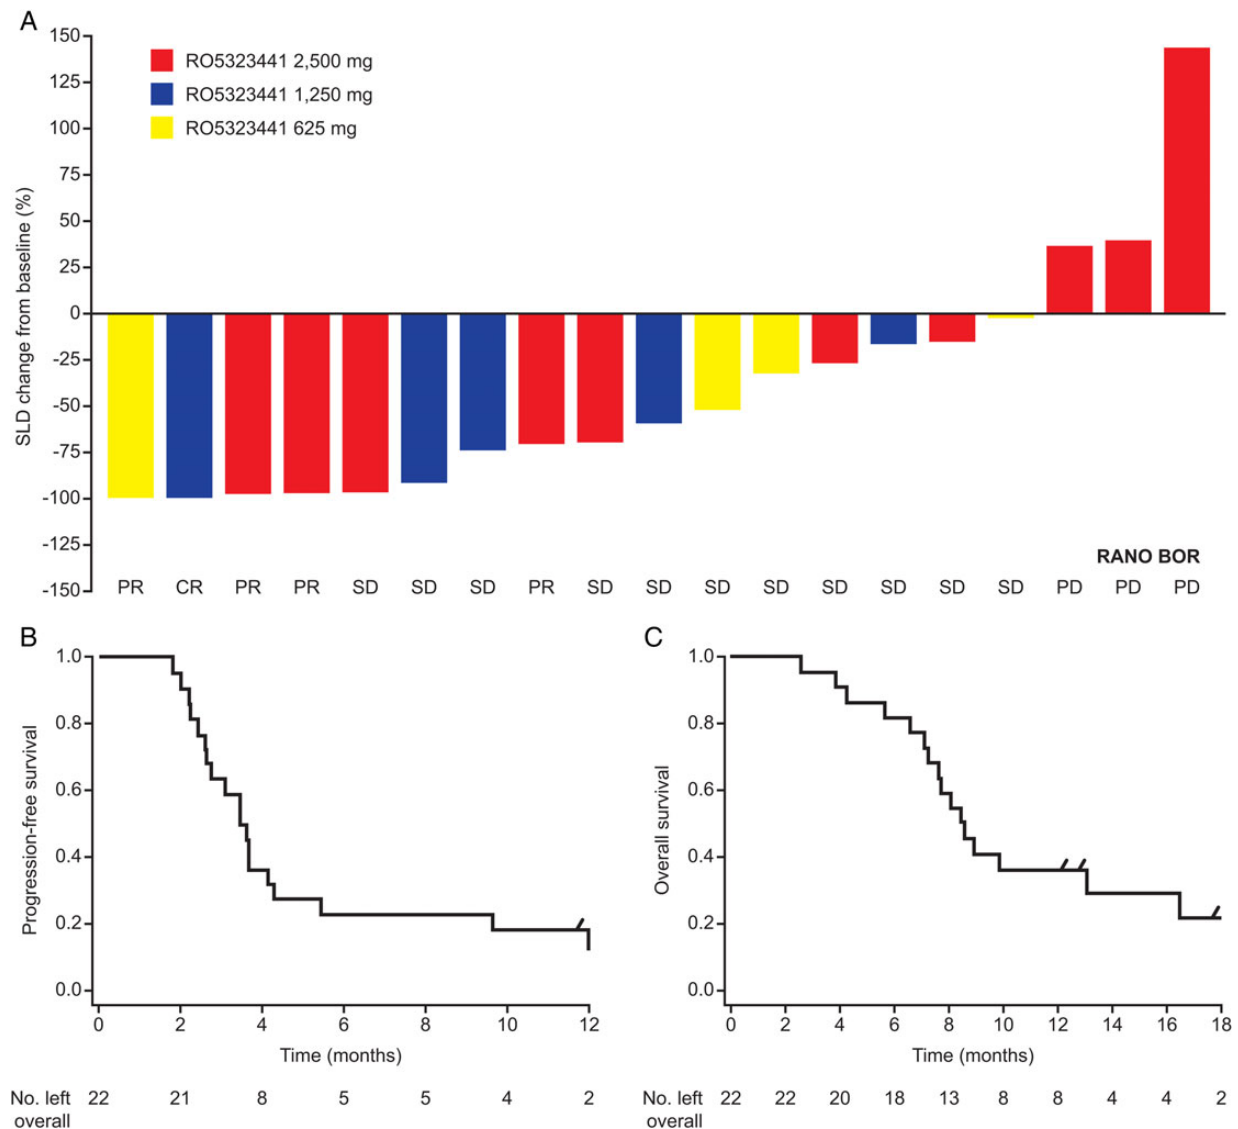 A
150
125
100
75
50
25
0
-25
-50
-75
-100
-125
-150
SLD change from baseline (%)
RO5323441 2,500 mg
RO5323441 1,250 mg
RO5323441 625 mg
RANO BOR
PR CR PR PR SD SD SD PR SD SD SD SD SD SD SD SD PD PD PD
B
1.0
0.8
0.6
0.4
0.2
0.0
Progression-free survival
0 2 4 6 8 10 12
Time (months)
No. left overall 22 21 8 5 5 4 2
C
1.0
0.8
0.6
0.4
0.2
0.0
Overall survival
0 2 4 6 8 10 12 14 16 18
Time (months)
No. left overall 22 22 20 18 13 8 8 4 4 2